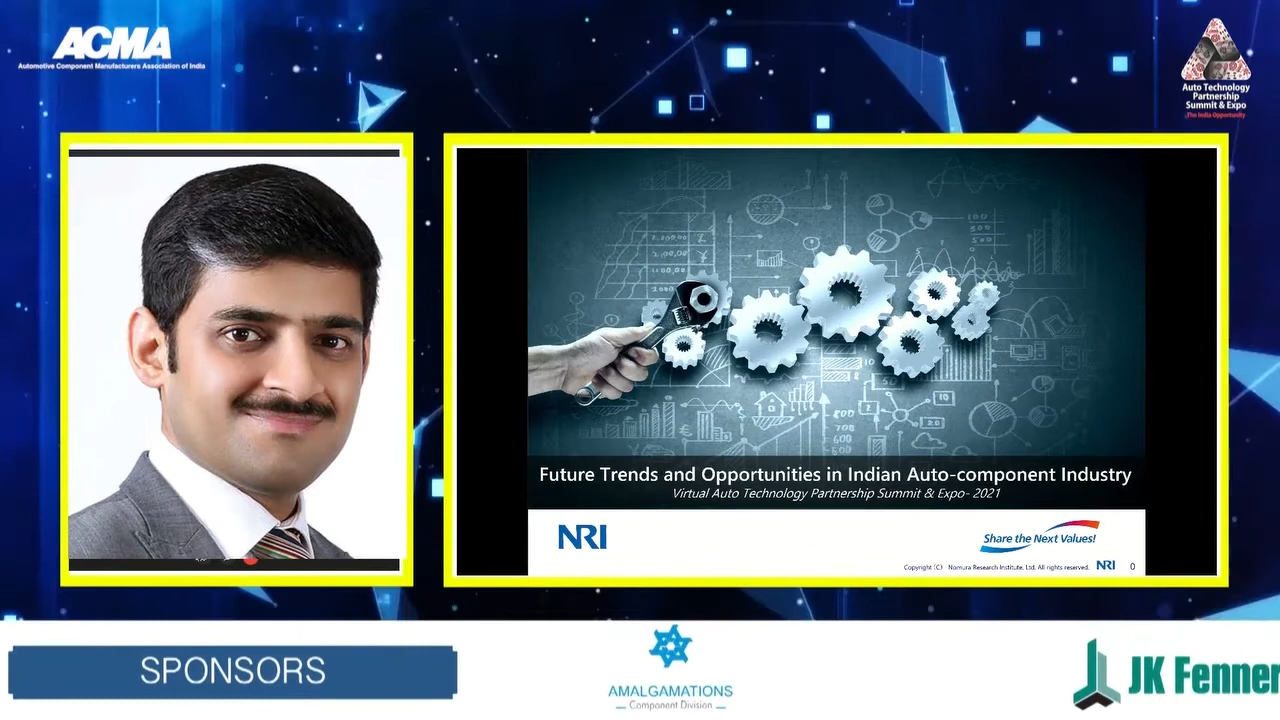 ACMA
Automotive Component Manufacturers Association of India
Auto Technology
Partnership
Summit & Expo
The India Opportunity
Future Trends and Opportunities in Indian Auto-component Industry
Virtual Auto Technology Partnership Summit & Expo- 2021
NRI
Share the Next Values!
Copyright (C) Nomura Research Institute, Ltd. All rights reserved. NRI 0
SPONSORS
AMALGAMATIONS
Component Division
JK Fenner